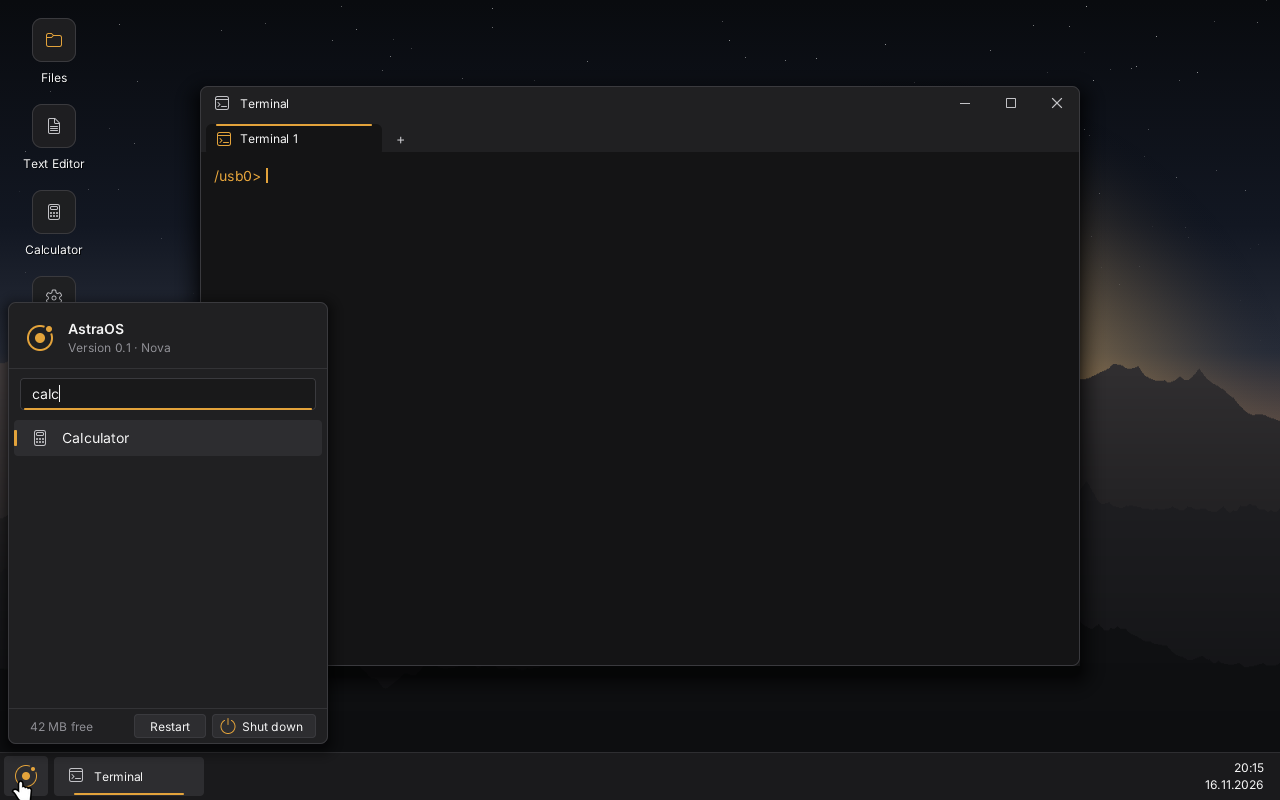 Files
Text Editor
Calculator
Terminal
Terminal 1
+
/usb0>
AstraOS
Version 0.1 · Nova
calc
Calculator
42 MB free
Restart
Shut down
Terminal
20:15
16.11.2026